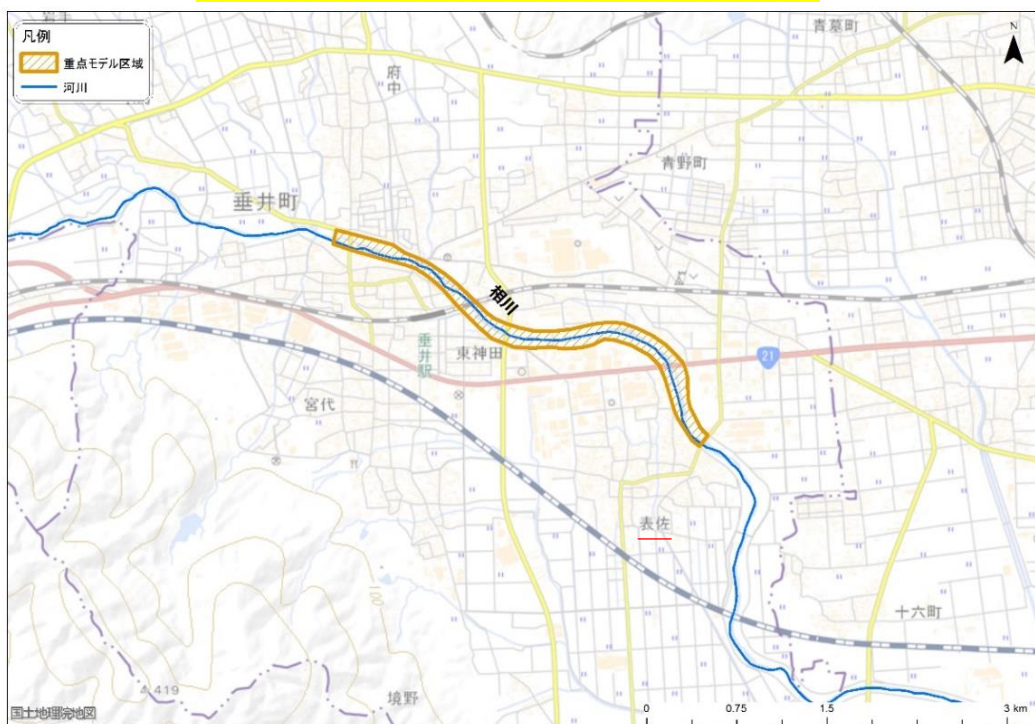 凡例
重点モデル区域
河川
N
青墓町
府中
青野町
垂井町
相川
21
垂井駅
東神田
宮代
表佐
十六町
419
100
境野
国土地理院地図
0 0.75 1.5 3 km